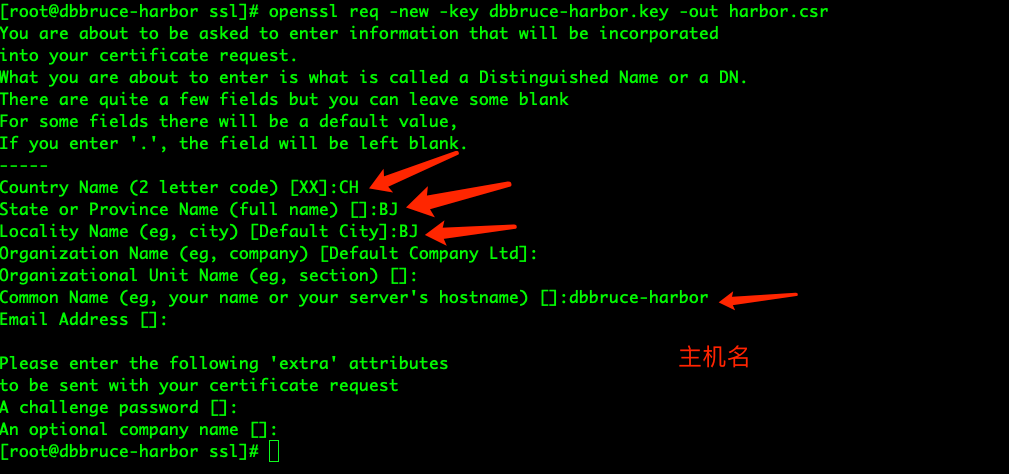 [root@dbbruce-harbor ssl]# openssl req -new -key dbbruce-harbor.key -out harbor.csr
You are about to be asked to enter information that will be incorporated
into your certificate request.
What you are about to enter is what is called a Distinguished Name or a DN.
There are quite a few fields but you can leave some blank
For some fields there will be a default value,
If you enter '.', the field will be left blank.
-----
Country Name (2 letter code) [XX]:CH
State or Province Name (full name) []:BJ
Locality Name (eg, city) [Default City]:BJ
Organization Name (eg, company) [Default Company Ltd]:
Organizational Unit Name (eg, section) []:
Common Name (eg, your name or your server's hostname) []:dbbruce-harbor
Email Address []:
主机名
Please enter the following 'extra' attributes
to be sent with your certificate request
A challenge password []:
An optional company name []:
[root@dbbruce-harbor ssl]#